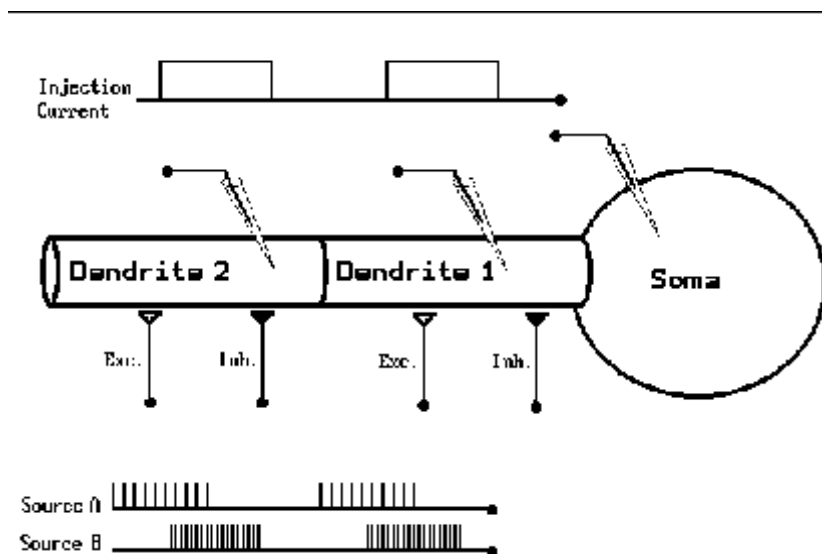 Injection
Current
Dendrite 2
Dendrite 1
Soma
Exc.
Inh.
Exc.
Inh.
Source A
Source B